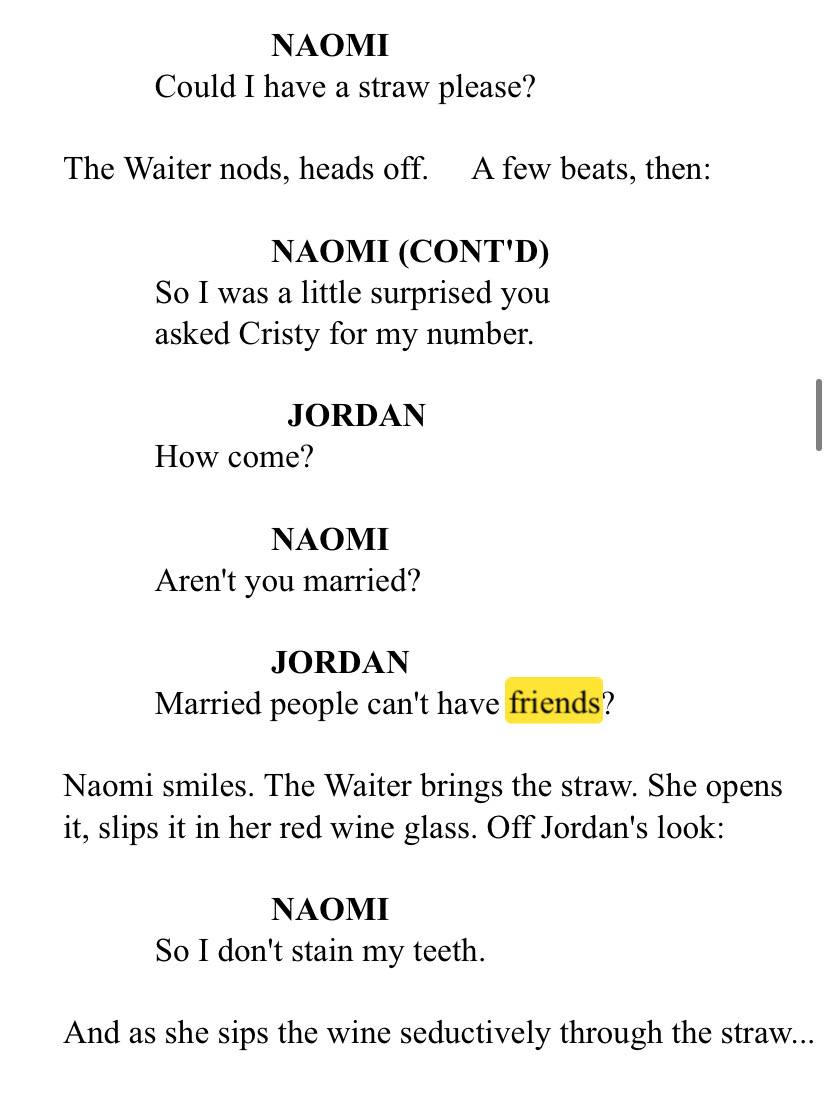 NAOMI
Could I have a straw please?
The Waiter nods, heads off. A few beats, then:
NAOMI (CONT'D)
So I was a little surprised you
asked Cristy for my number.
JORDAN
How come?
NAOMI
Aren't you married?
JORDAN
Married people can't have friends?
Naomi smiles. The Waiter brings the straw. She opens
it, slips it in her red wine glass. Off Jordan's look:
NAOMI
So I don't stain my teeth.
And as she sips the wine seductively through the straw...